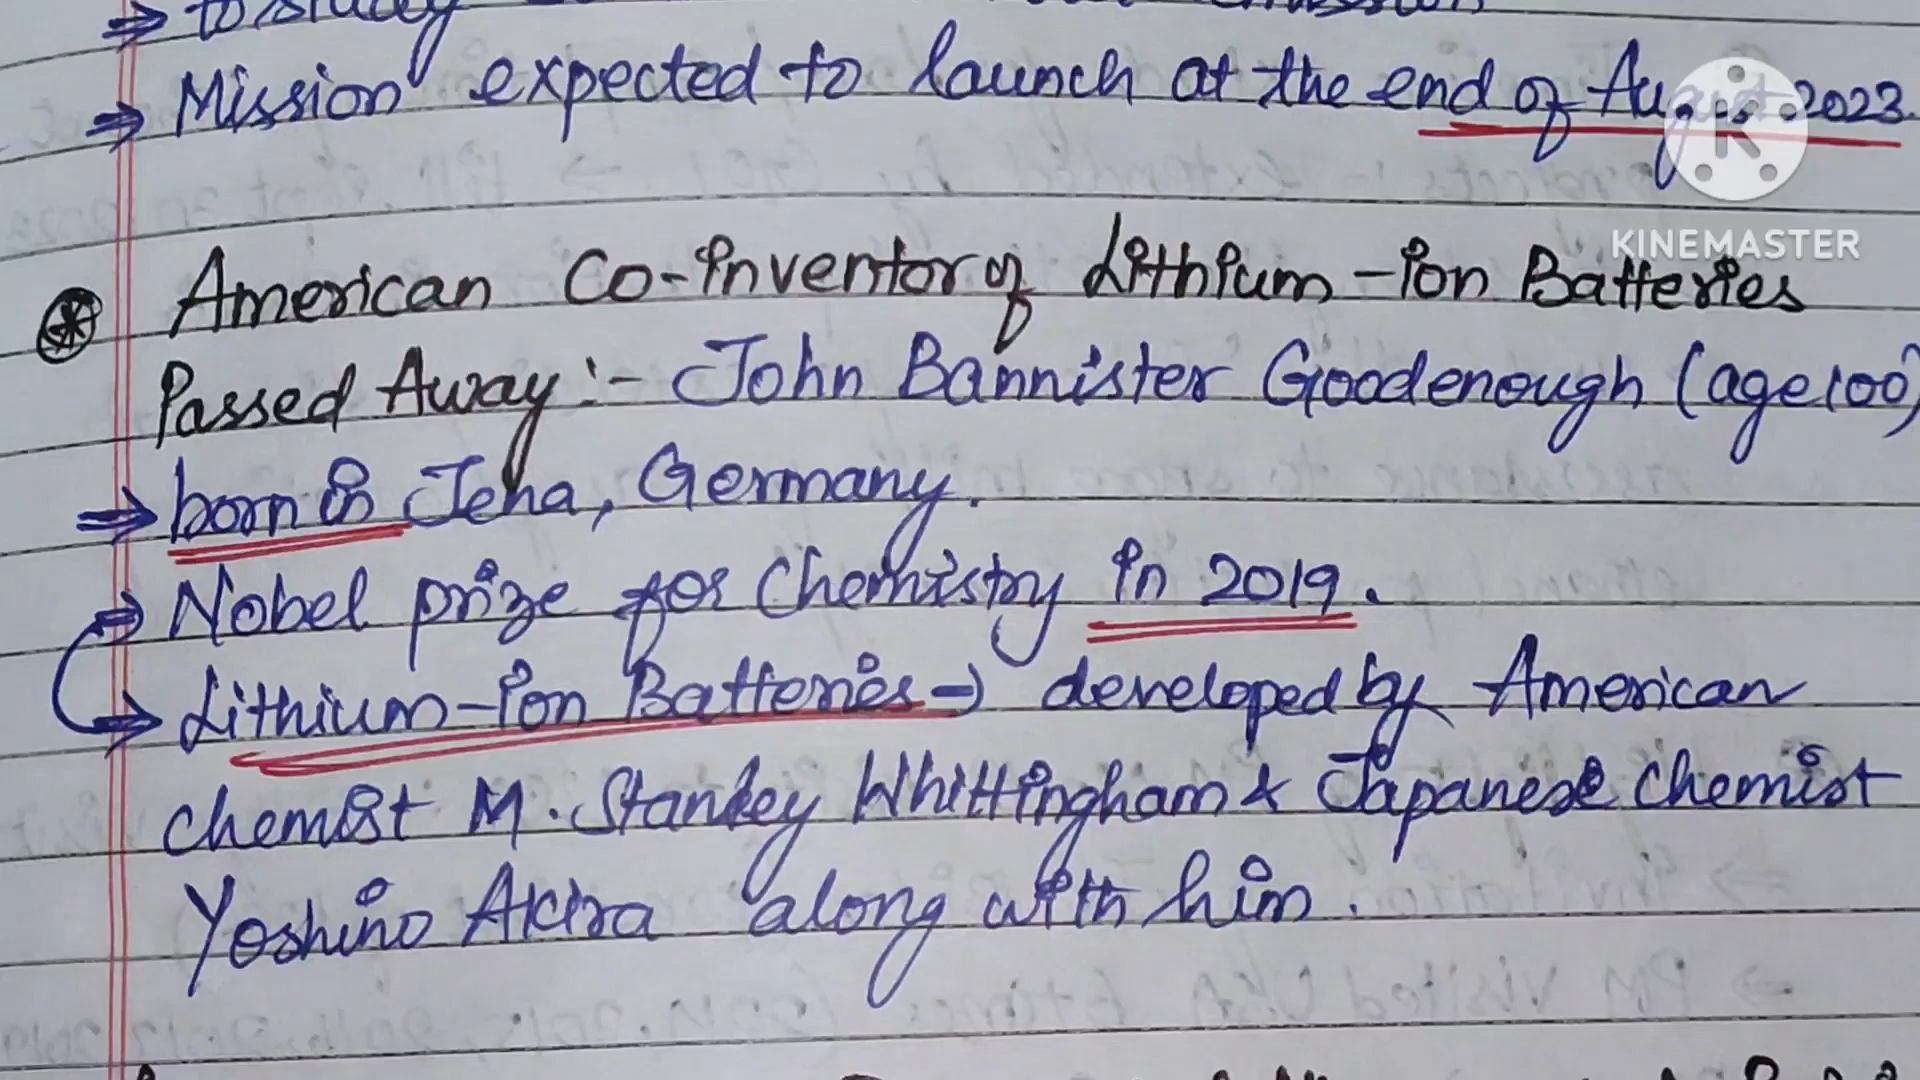 ⇒ to study
⇒ Mission expected to launch at the end of August 2023.
KINEMASTER
American Co-inventor of Lithium-ion Batteries
Passed Away:- John Bannister Goodenough (age 100)
⇒ born in Jena, Germany.
⇒ Nobel prize for Chemistry in 2019.
⇒ Lithium-ion Batteries ⇒ developed by American
chemist M. Stanley Whittingham & Japanese chemist
Yoshino Akira along with him.